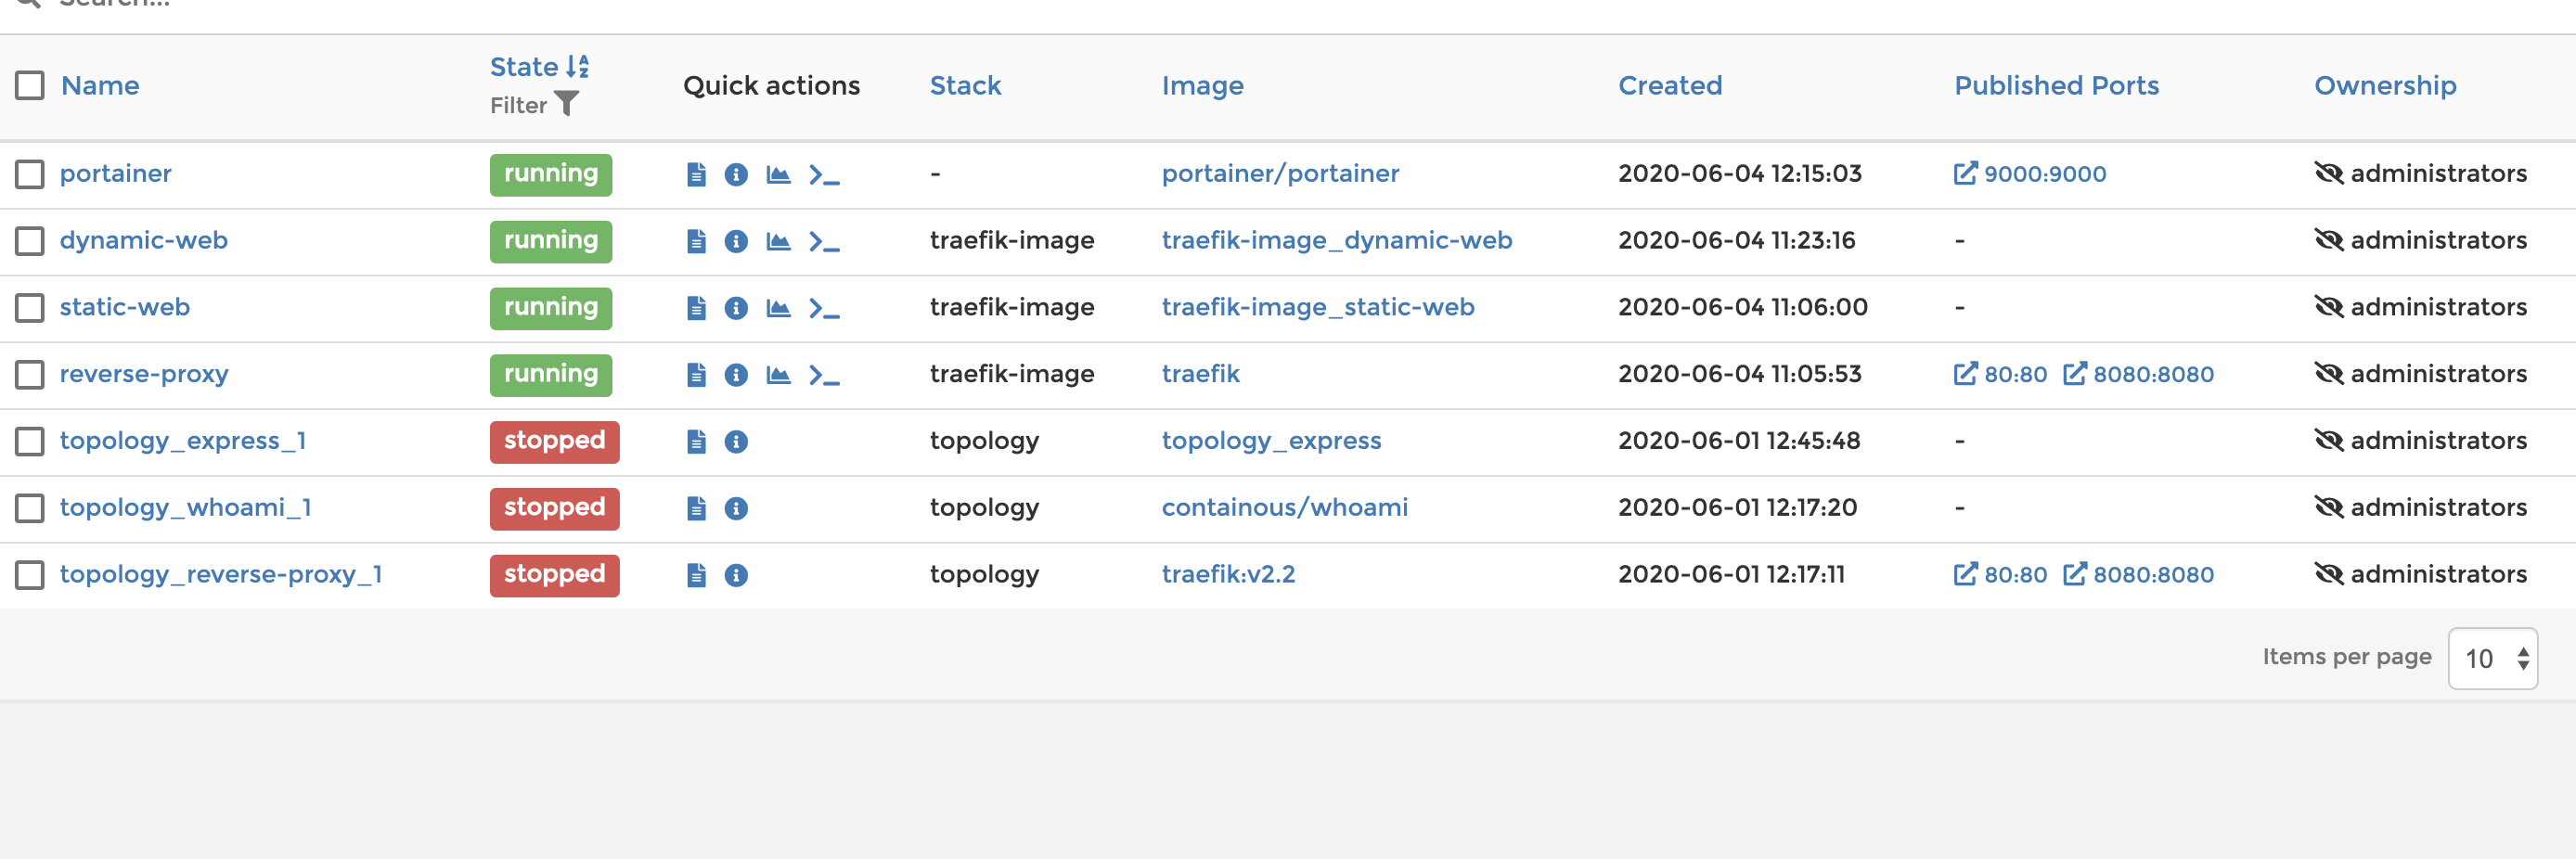 Search...
Name State Filter Quick actions Stack Image Created Published Ports Ownership
portainer running - portainer/portainer 2020-06-04 12:15:03 9000:9000 administrators
dynamic-web running traefik-image traefik-image_dynamic-web 2020-06-04 11:23:16 - administrators
static-web running traefik-image traefik-image_static-web 2020-06-04 11:06:00 - administrators
reverse-proxy running traefik-image traefik 2020-06-04 11:05:53 80:80 8080:8080 administrators
topology_express_1 stopped topology topology_express 2020-06-01 12:45:48 - administrators
topology_whoami_1 stopped topology containous/whoami 2020-06-01 12:17:20 - administrators
topology_reverse-proxy_1 stopped topology traefik:v2.2 2020-06-01 12:17:11 80:80 8080:8080 administrators
Items per page 10